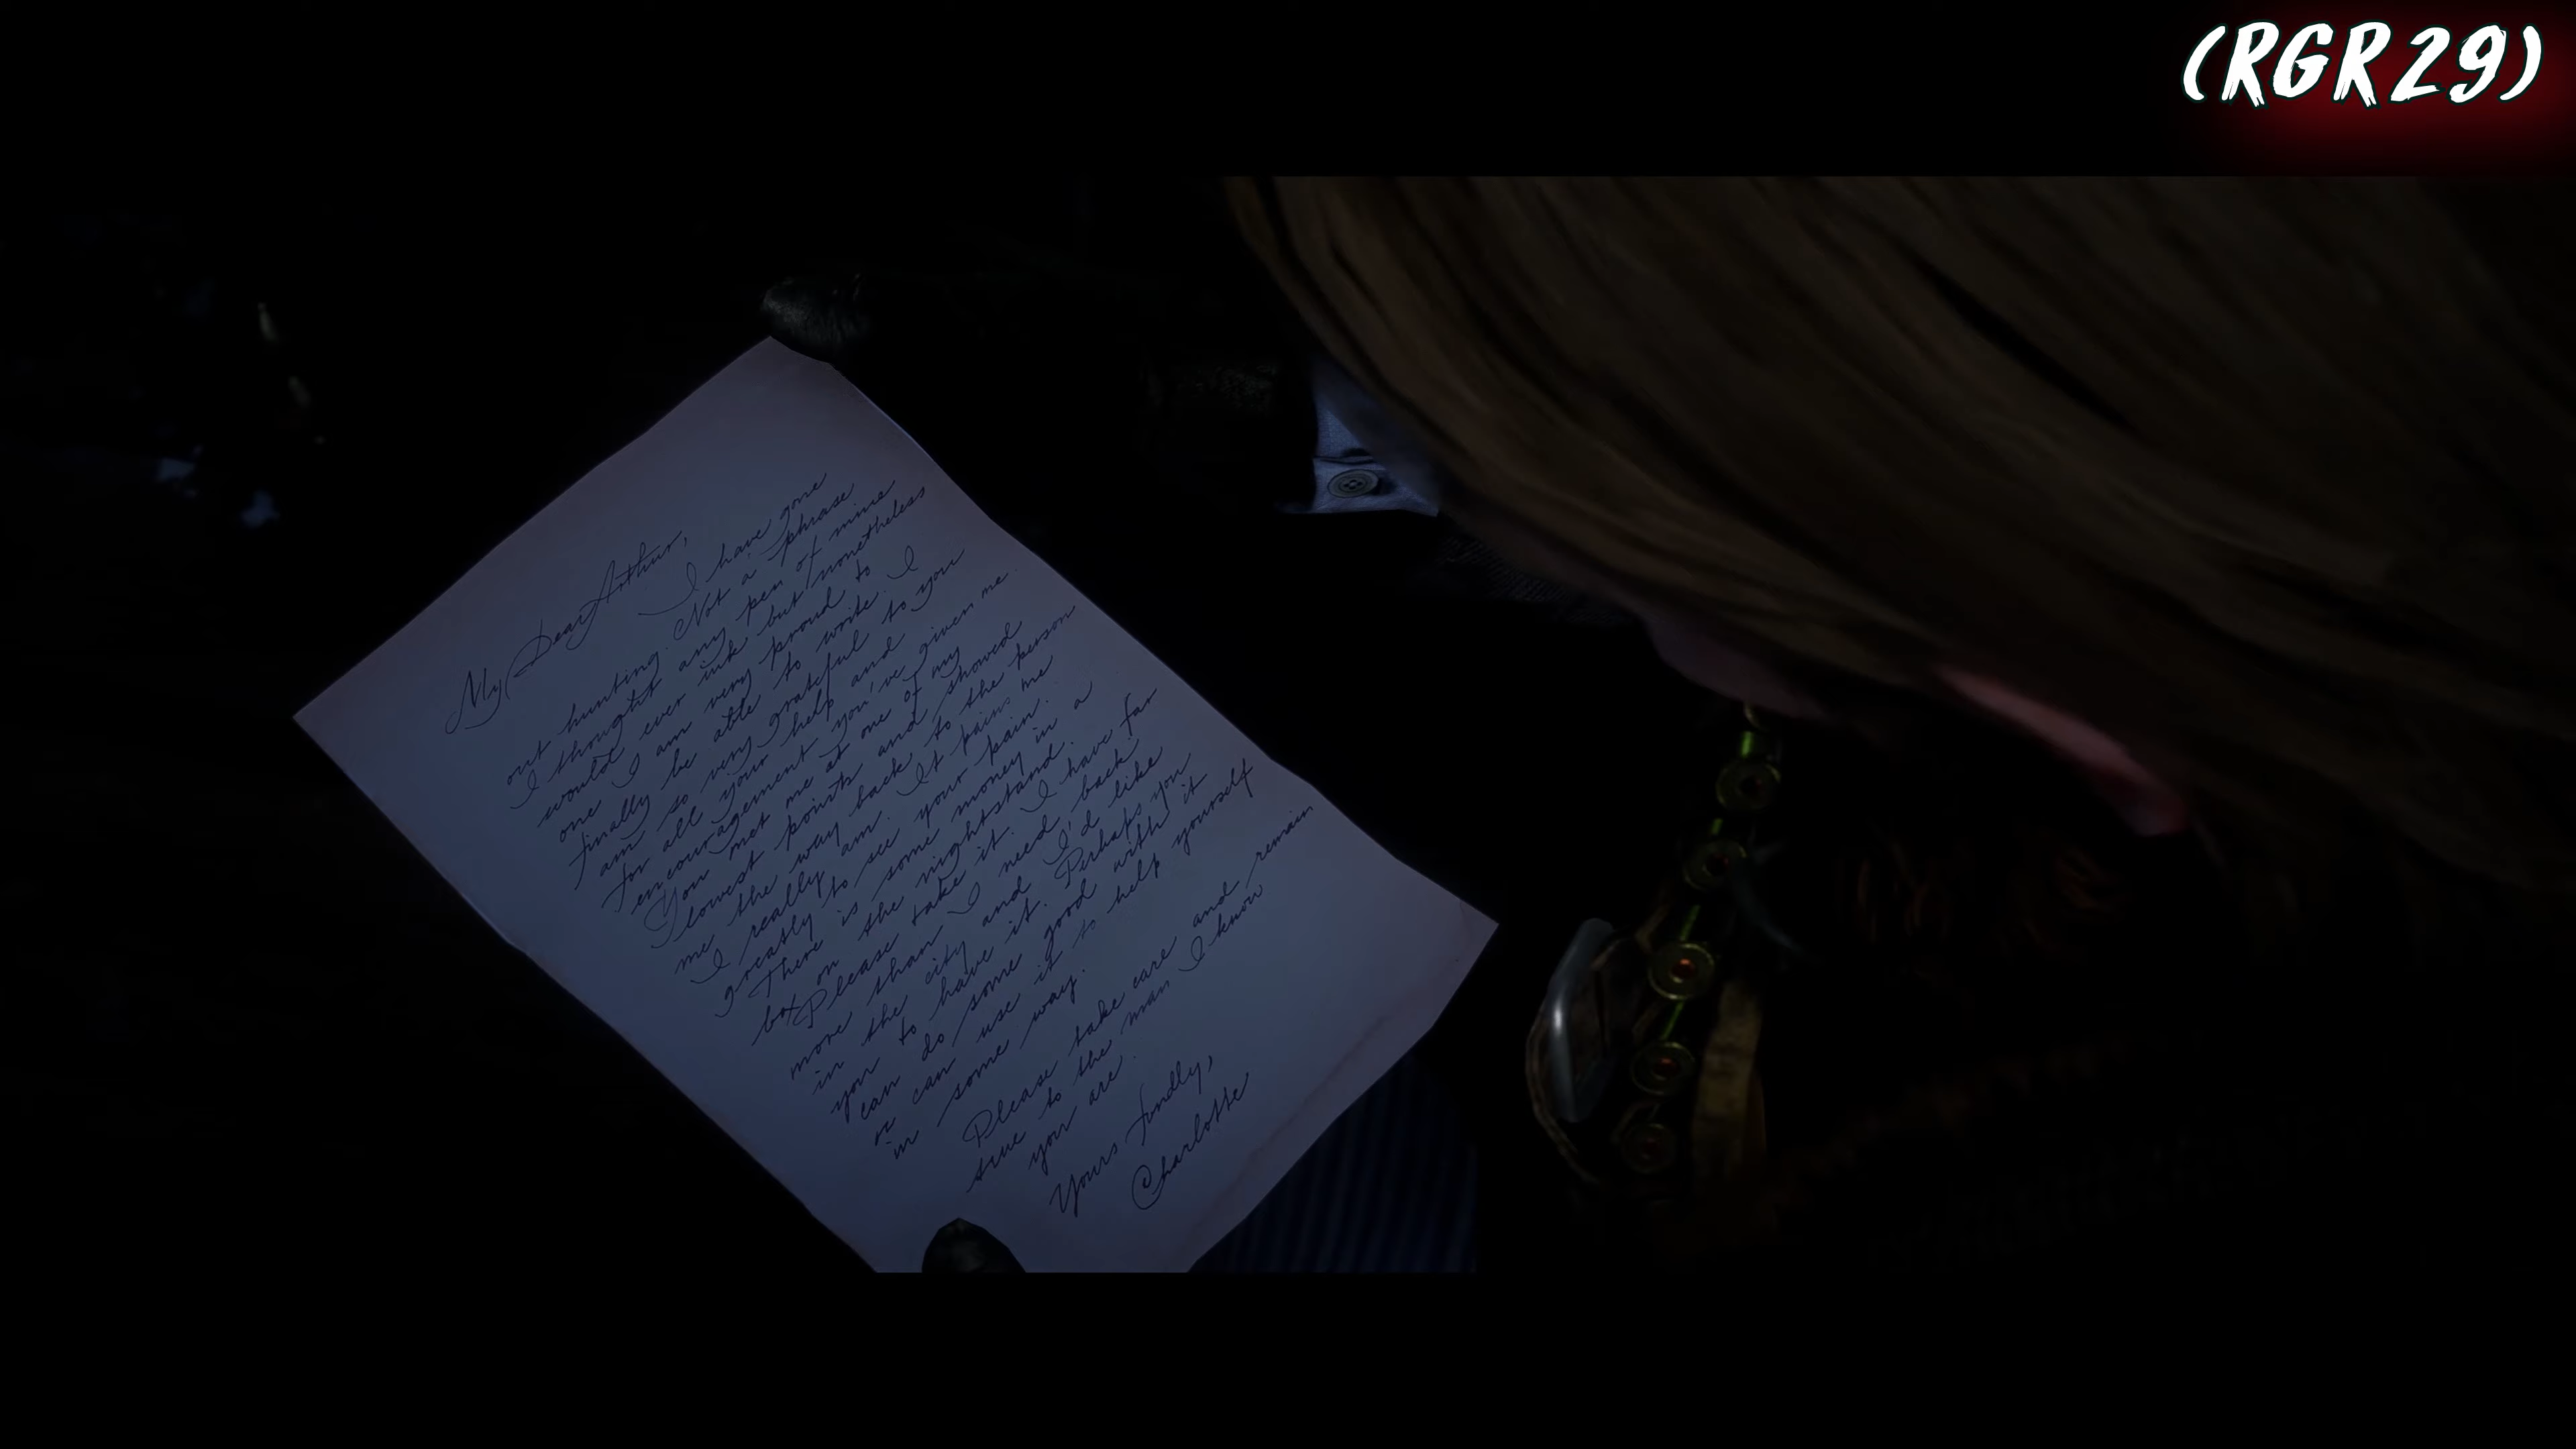 (RGR29)
My Dear Arthur,
I have gone
out hunting. Not a phrase
I thought any pen of mine
would ever ink but nonetheless
one I am very proud to
finally be able to write. I
am so very grateful to you
for all your help and
encouragement you've given me
You met me at one of my
lowest points and showed
me the way back to the person
I really am. It pains me
greatly to see your pain.
There is some money in a
box on the nightstand.
Please take it. I have far
more than I need back
in the city and I'd like
you to have it. Perhaps you
can do some good with it
or can use it to help yourself
in some way.
Please take care and remain
true to the man I know
you are.
Yours fondly,
Charlotte